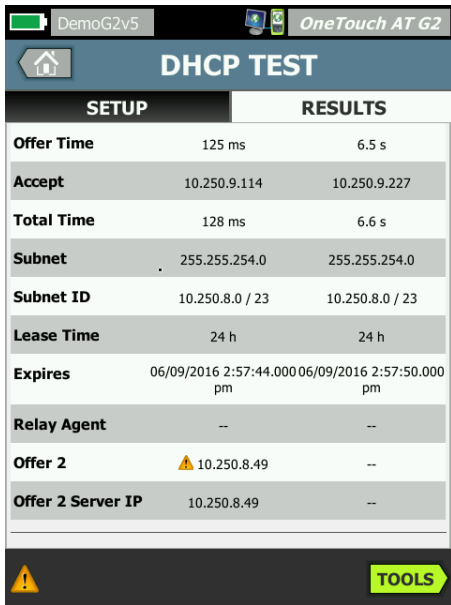 DemoG2v5 OneTouch AT G2
DHCP TEST
SETUP RESULTS
Offer Time 125 ms 6.5 s
Accept 10.250.9.114 10.250.9.227
Total Time 128 ms 6.6 s
Subnet 255.255.254.0 255.255.254.0
Subnet ID 10.250.8.0 / 23 10.250.8.0 / 23
Lease Time 24 h 24 h
Expires 06/09/2016 2:57:44.000 pm 06/09/2016 2:57:50.000 pm
Relay Agent -- --
Offer 2 10.250.8.49 --
Offer 2 Server IP 10.250.8.49 --
TOOLS